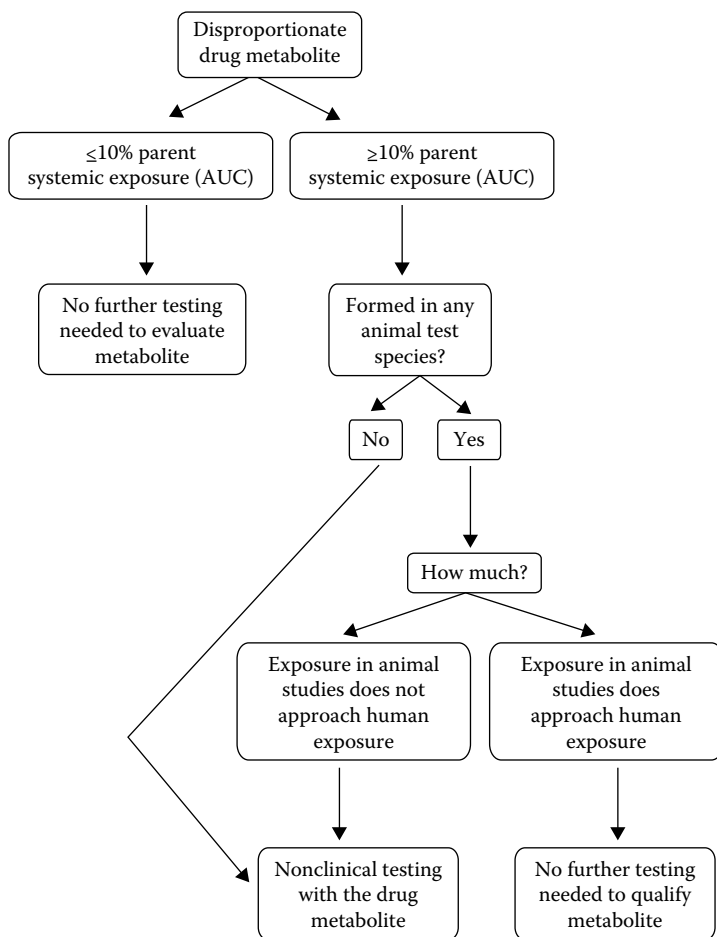 Disproportionate
drug metabolite
≤10% parent
systemic exposure (AUC)
≥10% parent
systemic exposure (AUC)
No further testing
needed to evaluate
metabolite
Formed in any
animal test
species?
No
Yes
How much?
Exposure in animal
studies does not
approach human
exposure
Exposure in animal
studies does
approach human
exposure
Nonclinical testing
with the drug
metabolite
No further testing
needed to qualify
metabolite